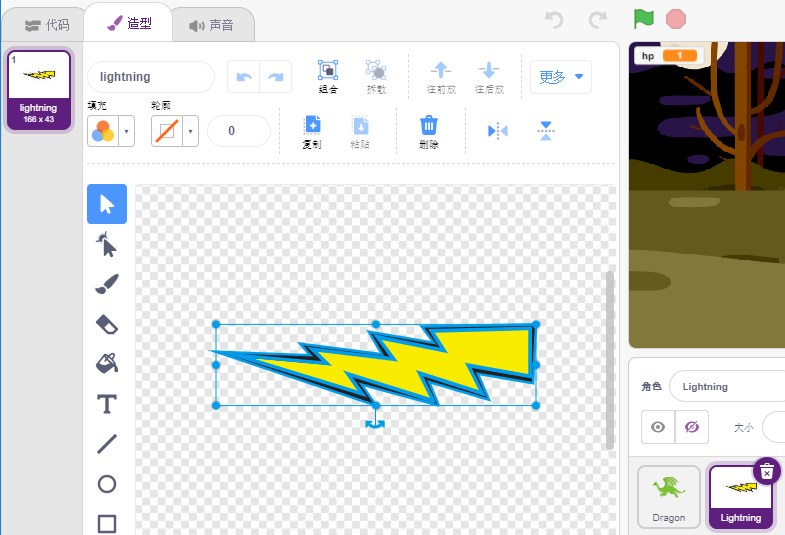 代码
造型
声音
1
lightning
166 x 43
lightning
组合
拆散
往前放
往后放
更多
填充
轮廓
0
复制
粘贴
删除
T
hp 1
角色
Lightning
大小
Dragon
Lightning